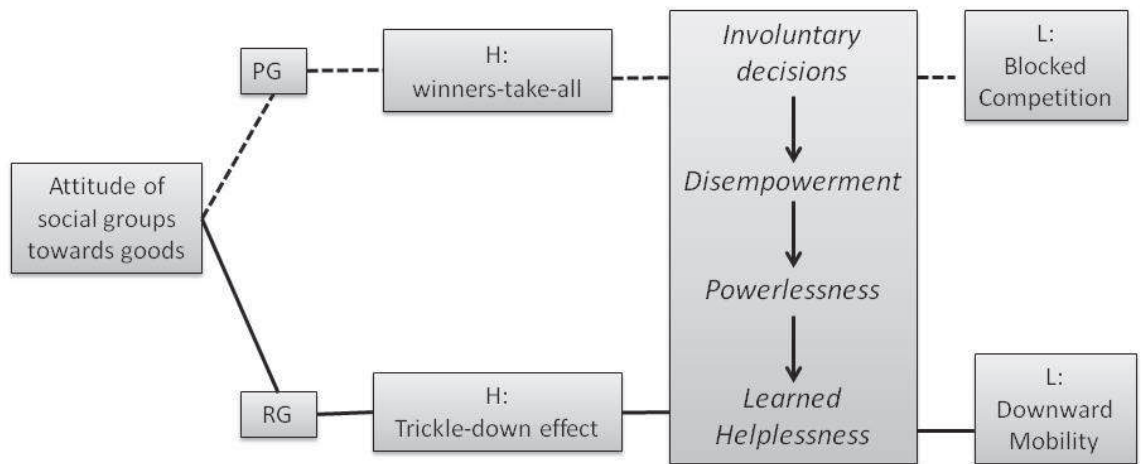 PG
H:
winners-take-all
Involuntary
decisions
L:
Blocked
Competition
Attitude of
social groups
towards goods
Disempowerment
Powerlessness
RG
H:
Trickle-down effect
Learned
Helplessness
L:
Downward
Mobility